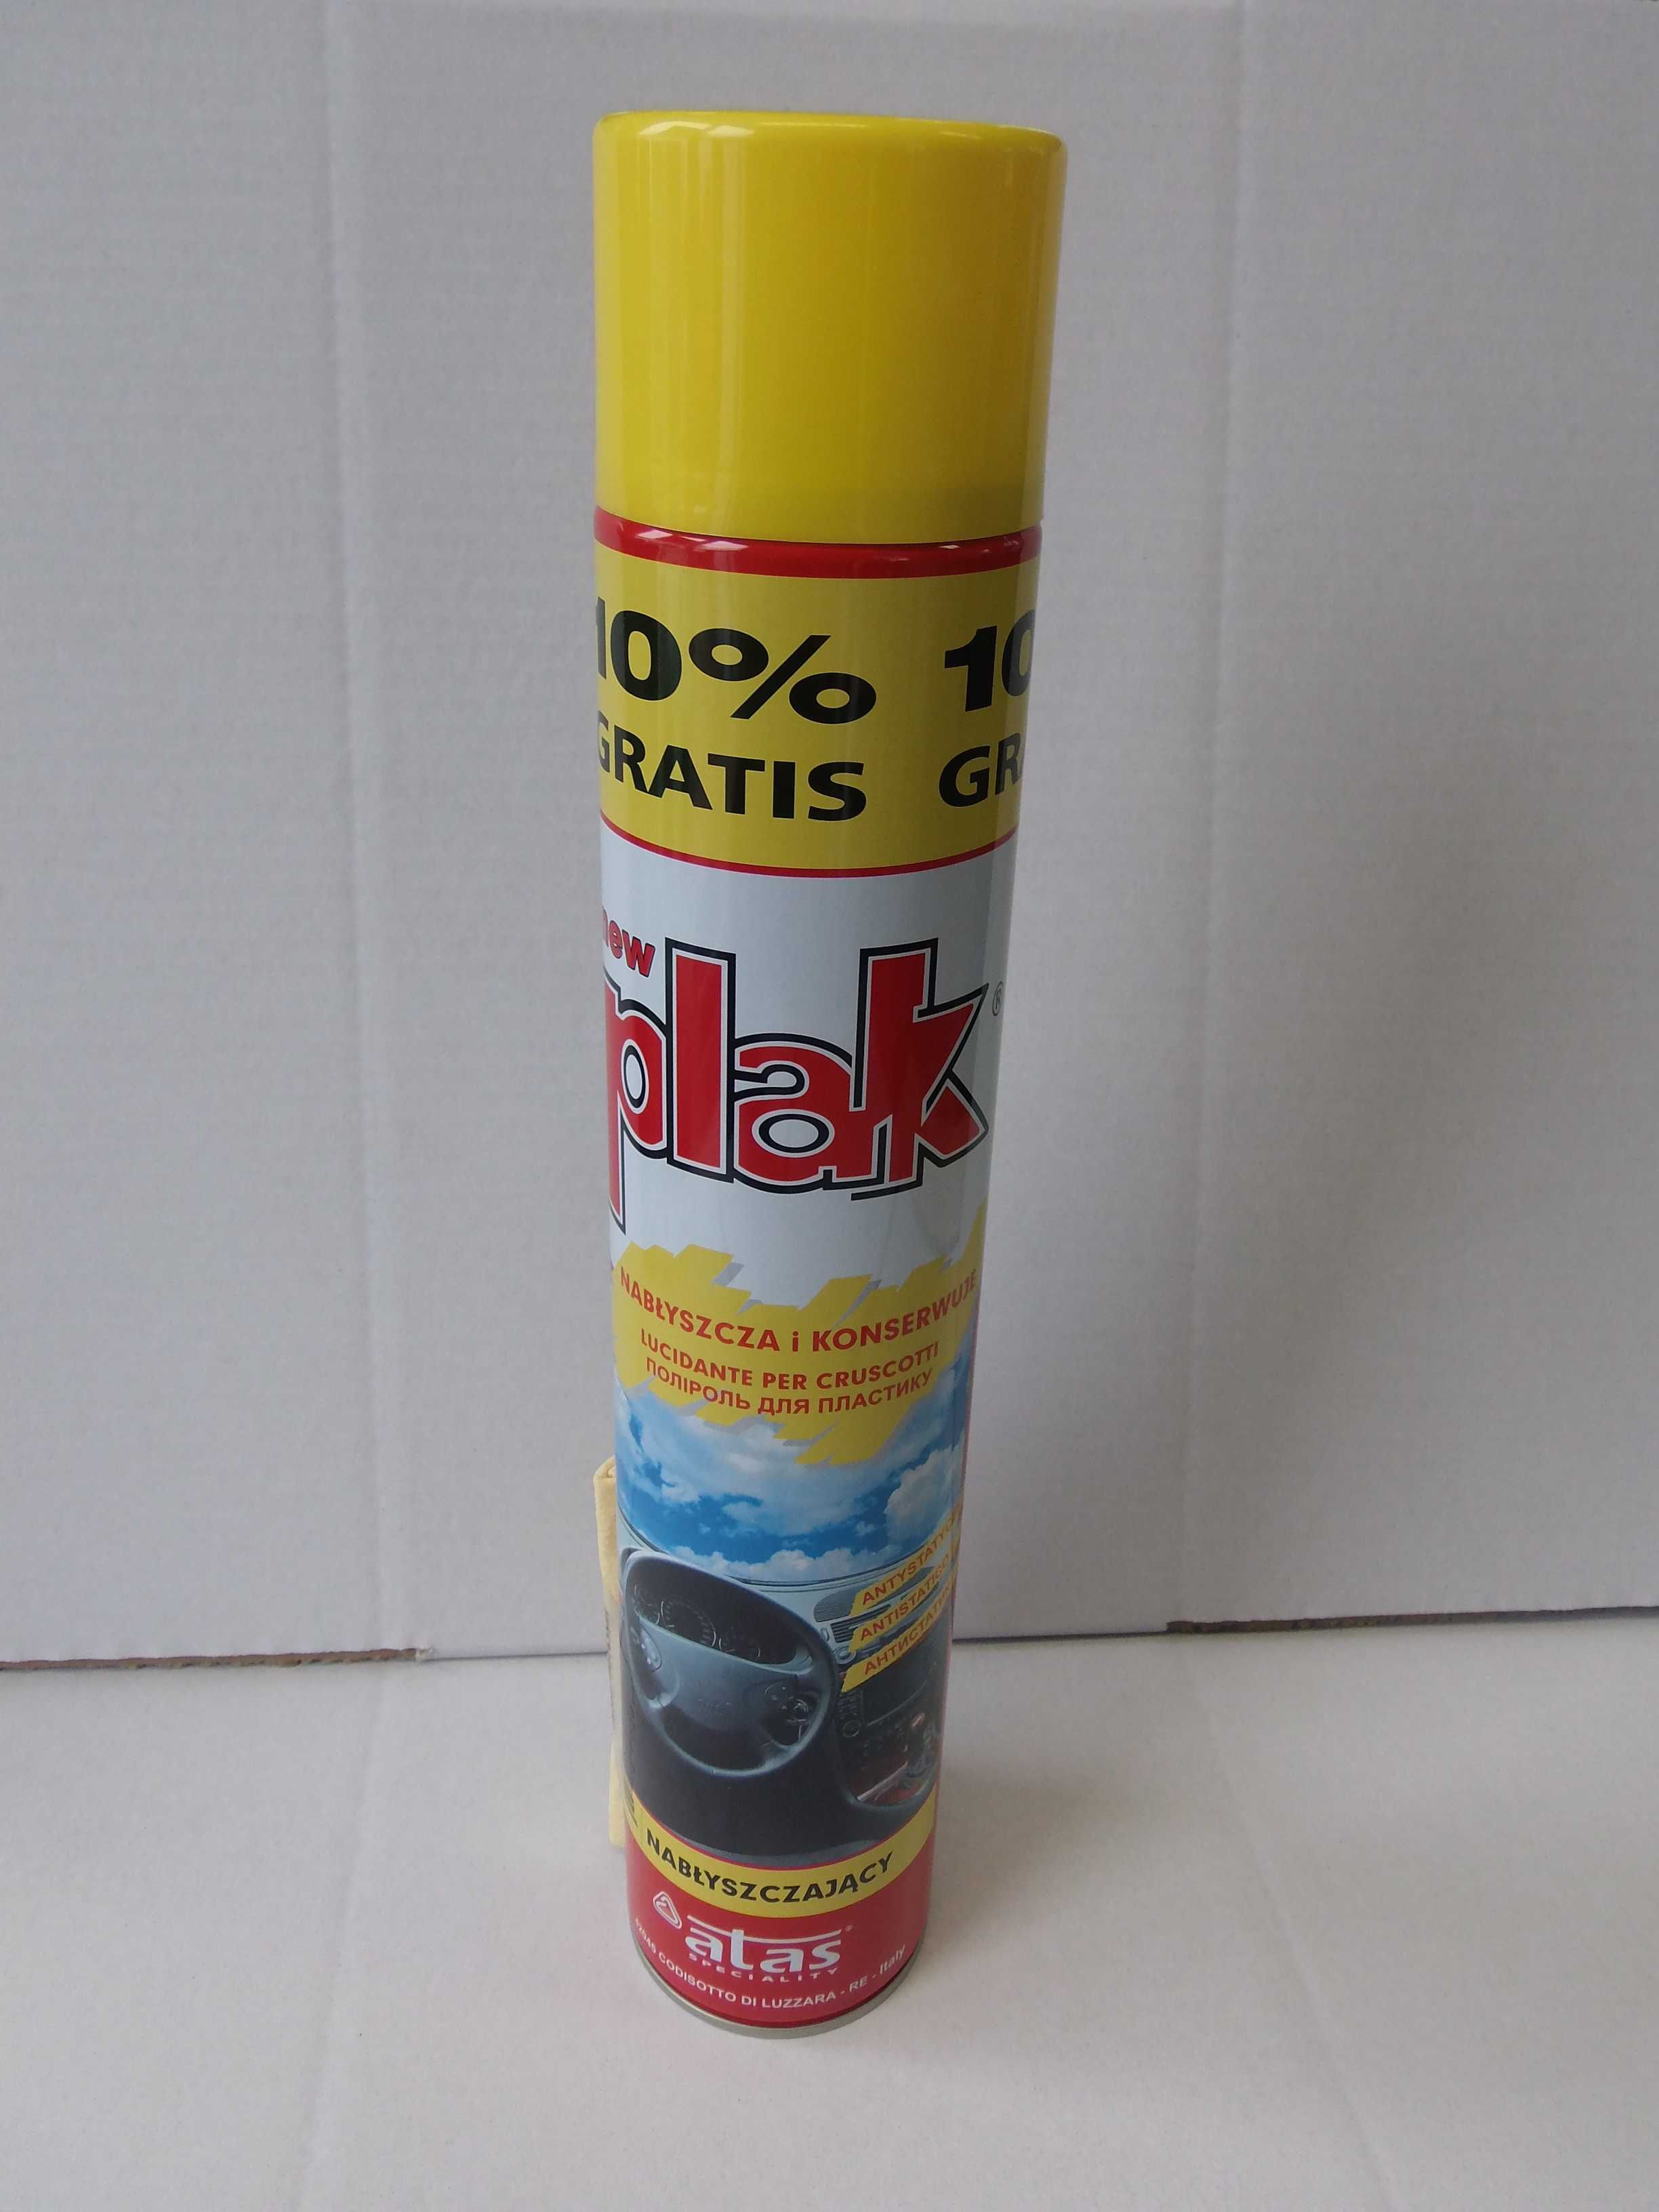 10% 10
GRATIS GR
new
plak®
NABŁYSZCZA i KONSERWUJE
LUCIDANTE PER CRUSCOTTI
ПОЛІРОЛЬ ДЛЯ ПЛАСТИКУ
NABŁYSZCZAJĄCY
atas®
SPECIALITY
CODISOTTO DI LUZZARA - RE - Italy